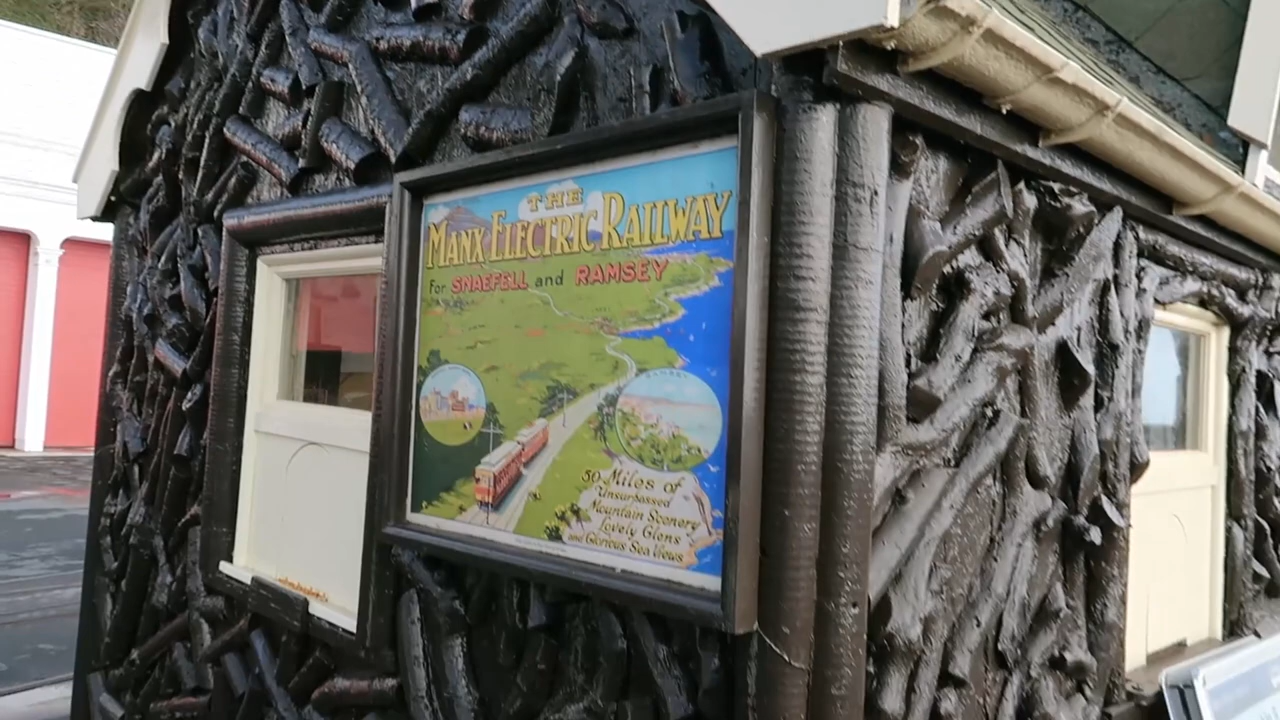 THE
MANX ELECTRIC RAILWAY
For SNAEFELL and RAMSEY
RAMSEY
50 Miles of
Unsurpassed
Mountain Scenery
Lovely Glens
and Glorious Sea Views